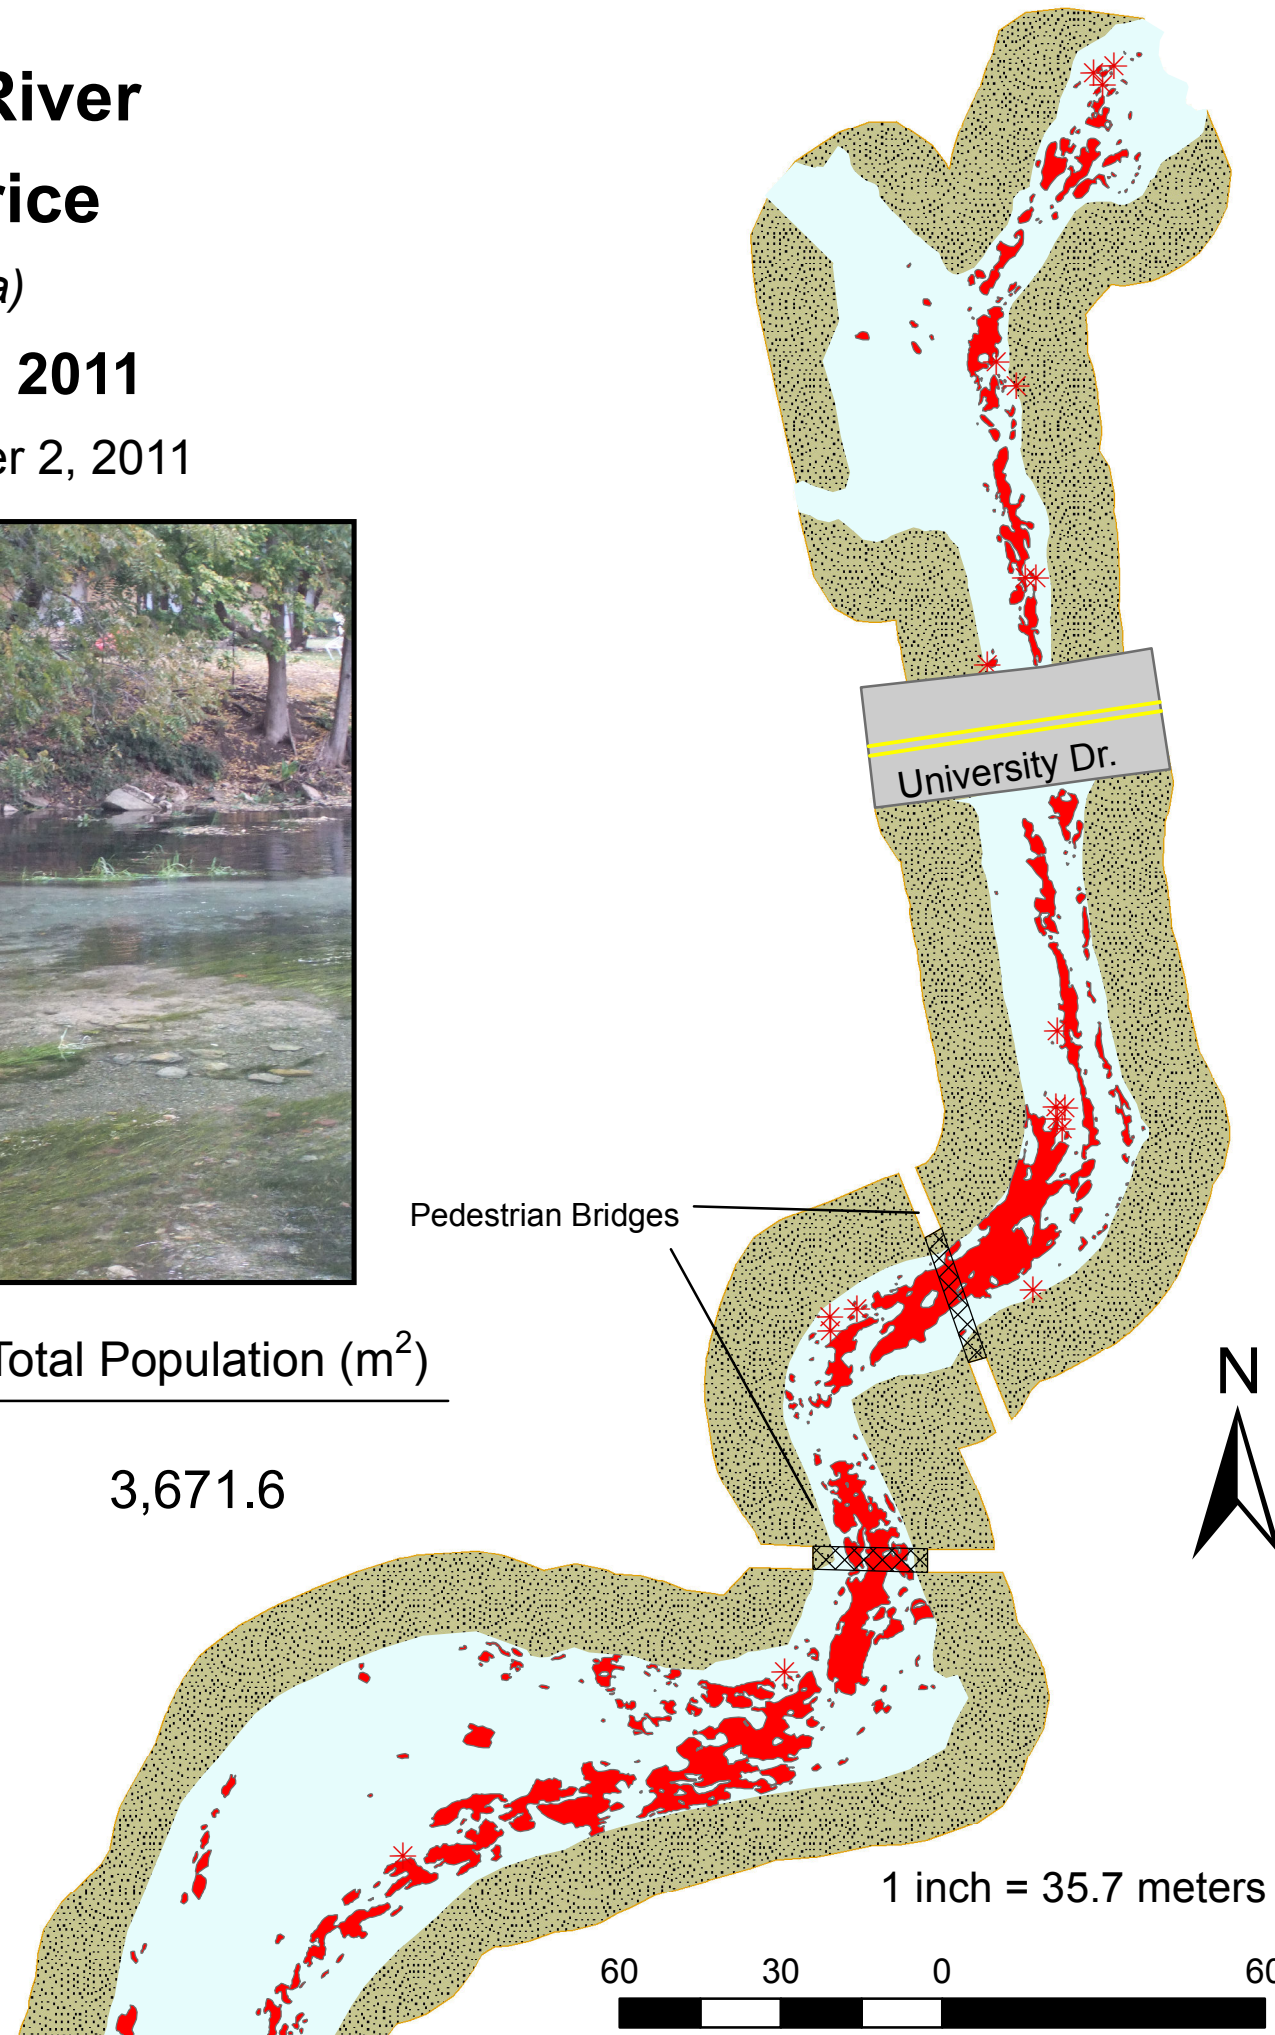 River
rice
a)
2011
er 2, 2011
University Dr.
Pedestrian Bridges
Total Population (m²)
3,671.6
N
1 inch = 35.7 meters
60 30 0 60